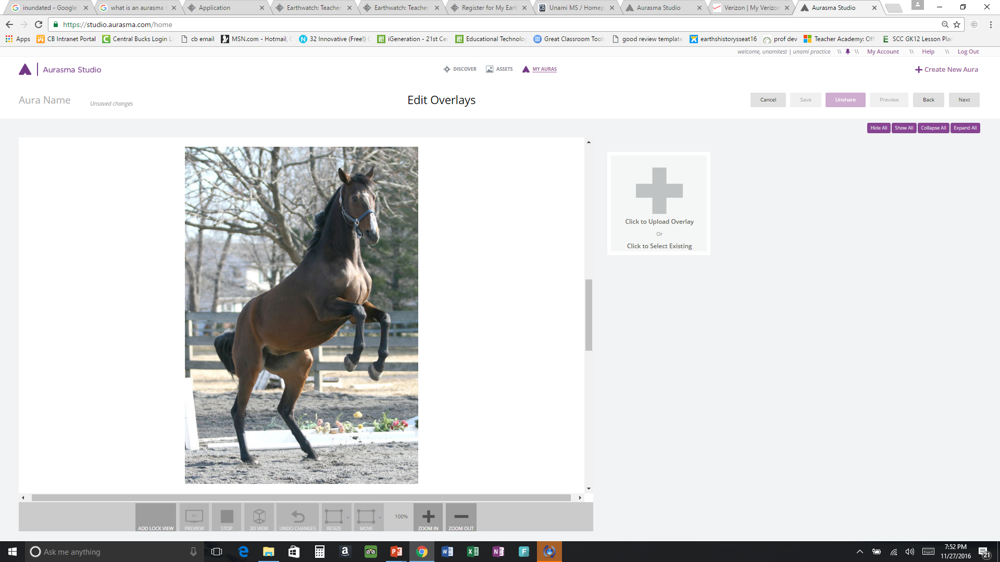 inundated - Google
what is an aurasma
Application
Earthwatch: Teacher
Earthwatch: Teacher
Register for My Eart
Unami MS / Homep
Aurasma Studio
Verizon | My Verizon
Aurasma Studio
https://studio.aurasma.com/home
Apps
CB Intranet Portal
Central Bucks Login
cb email
MSN.com - Hotmail,
32 Innovative (Free!)
iGeneration - 21st Cen
Educational Technolog
Great Classroom Tools
good review template
earthshistorysseat16
prof dev
Teacher Academy: Off
SCC GK12 Lesson Plan
welcome, unamitest | unami practice \\ \\ My Account \\ Help \\ Log Out
Aurasma Studio
DISCOVER
ASSETS
MY AURAS
Create New Aura
Aura Name
Unsaved changes
Edit Overlays
Cancel
Save
Unshare
Preview
Back
Next
Hide All
Show All
Collapse All
Expand All
Click to Upload Overlay
Or
Click to Select Existing
ADD LOCK VIEW
PREVIEW
STOP
3D VIEW
UNDO CHANGES
RESIZE
MOVE
100%
ZOOM IN
ZOOM OUT
Ask me anything
7:52 PM
11/27/2016
21